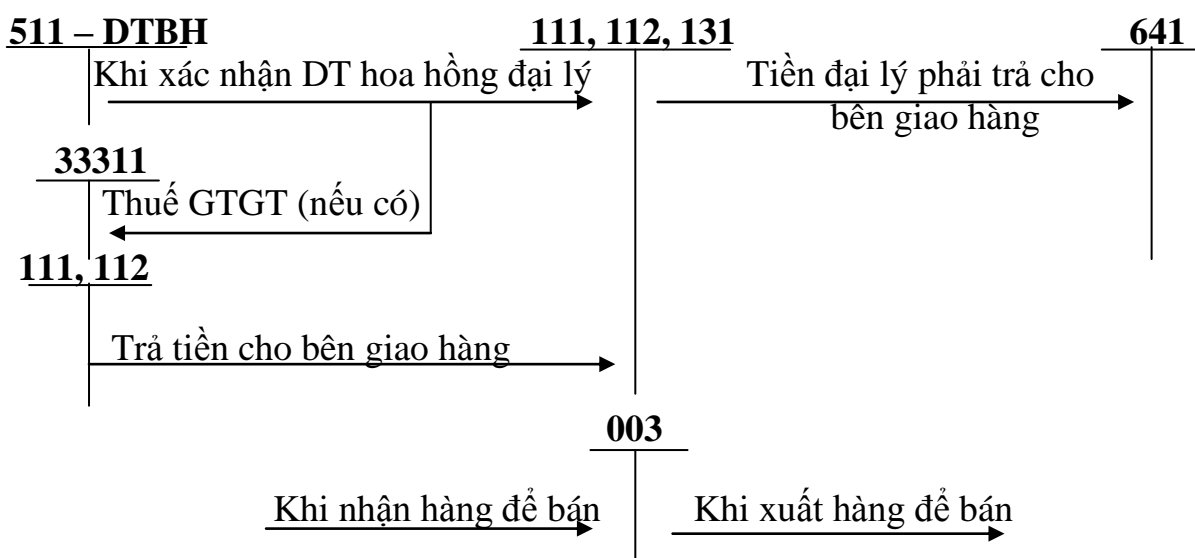 511 – DTBH
111, 112, 131
641
Khi xác nhận DT hoa hồng đại lý
Tiền đại lý phải trả cho
bên giao hàng
33311
Thuế GTGT (nếu có)
111, 112
Trả tiền cho bên giao hàng
003
Khi nhận hàng để bán
Khi xuất hàng để bán